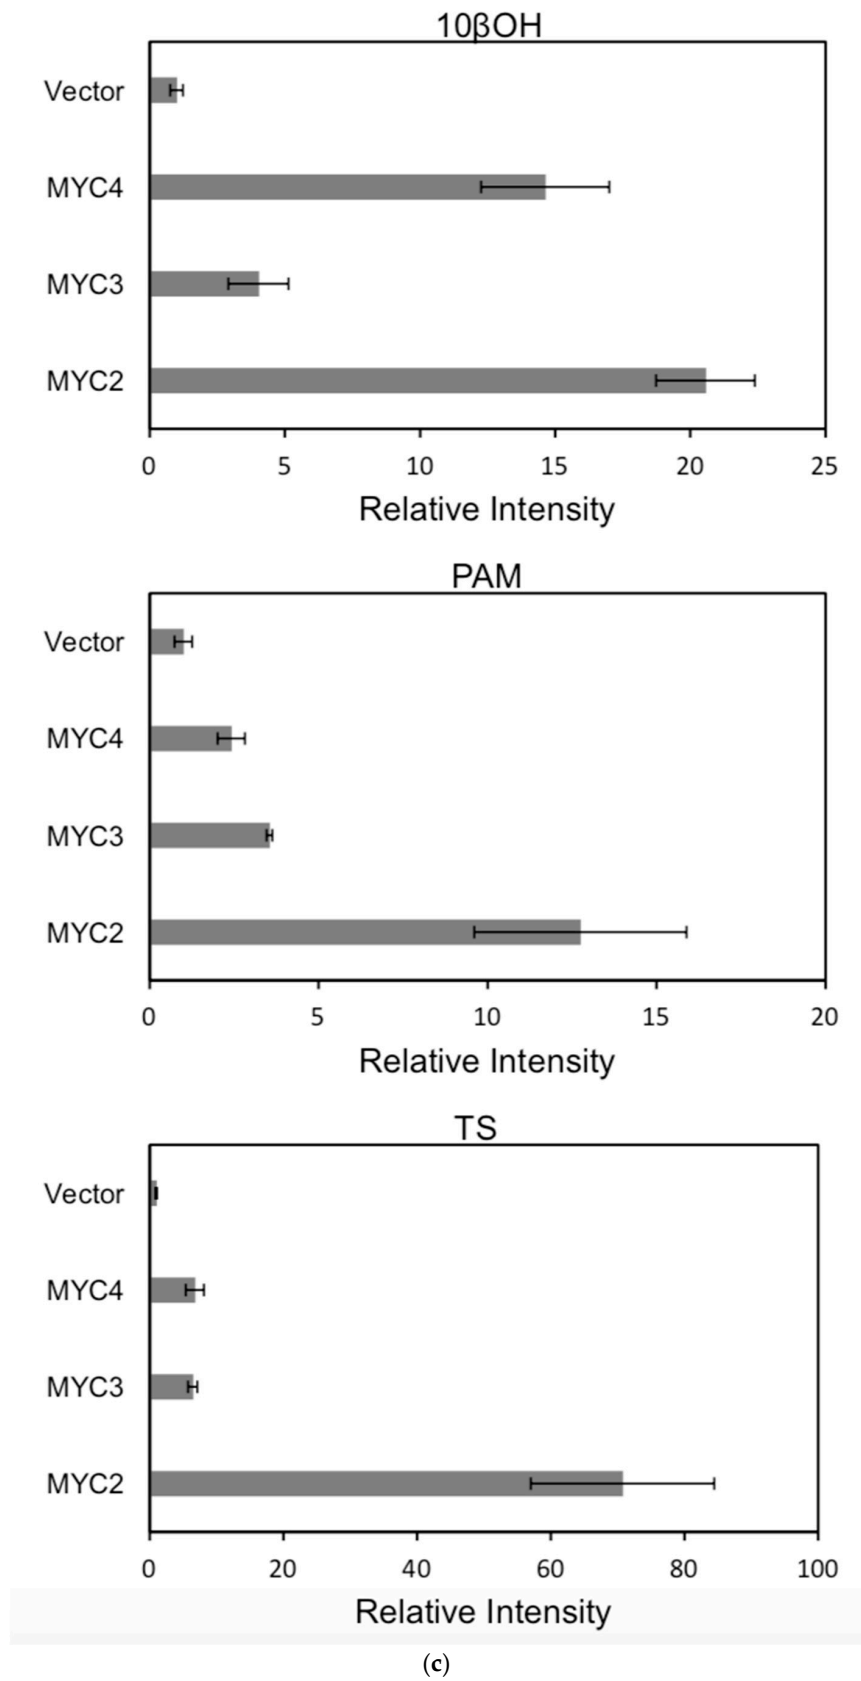 10βOH
Vector
MYC4
MYC3
MYC2
0 5 10 15 20 25
Relative Intensity
PAM
Vector
MYC4
MYC3
MYC2
0 5 10 15 20
Relative Intensity
TS
Vector
MYC4
MYC3
MYC2
0 20 40 60 80 100
Relative Intensity
(c)